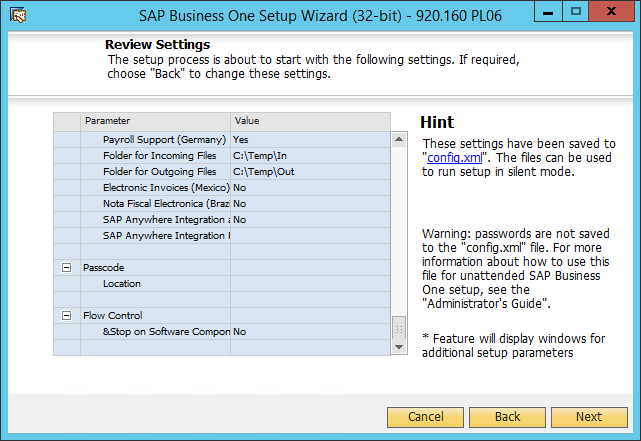 SAP Business One Setup Wizard (32-bit) - 920.160 PL06
Review Settings
The setup process is about to start with the following settings. If required,
choose "Back" to change these settings.
Parameter Value
Payroll Support (Germany) Yes
Folder for Incoming Files C:\Temp\In
Folder for Outgoing Files C:\Temp\Out
Electronic Invoices (Mexico) No
Nota Fiscal Electronica (Brazi No
SAP Anywhere Integration a No
SAP Anywhere Integration
Passcode
Location
Flow Control
&Stop on Software Compon No
Hint
These settings have been saved to
"config.xml". The files can be used
to run setup in silent mode.
Warning: passwords are not saved
to the "config.xml" file. For more
information about how to use this
file for unattended SAP Business
One setup, see the
"Administrator's Guide".
* Feature will display windows for
additional setup parameters
Cancel Back Next